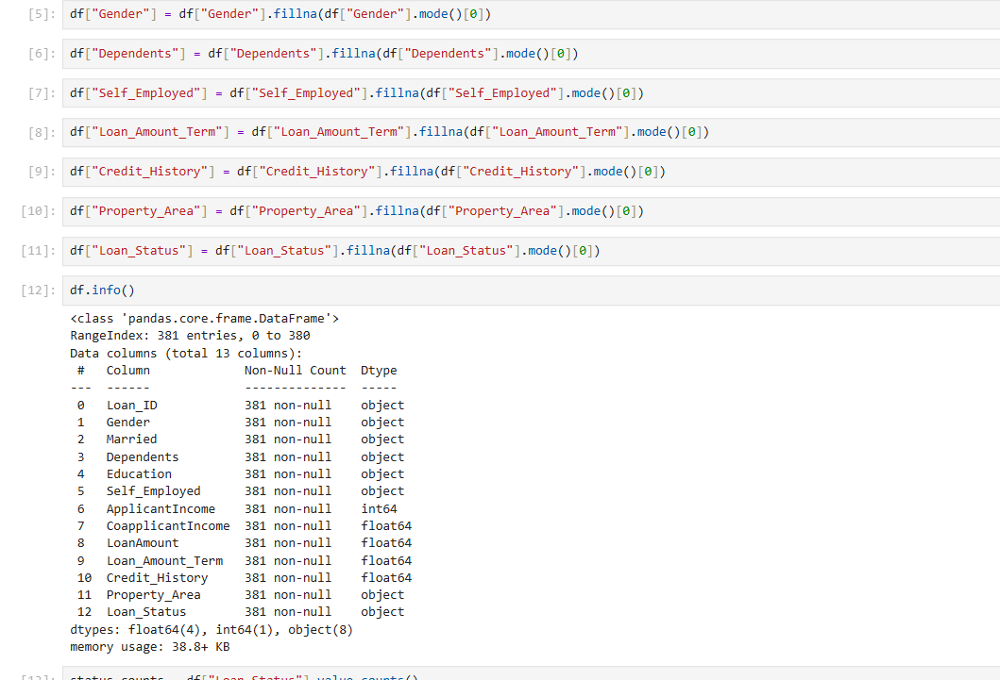 [5]: df["Gender"] = df["Gender"].fillna(df["Gender"].mode()[0])
[6]: df["Dependents"] = df["Dependents"].fillna(df["Dependents"].mode()[0])
[7]: df["Self_Employed"] = df["Self_Employed"].fillna(df["Self_Employed"].mode()[0])
[8]: df["Loan_Amount_Term"] = df["Loan_Amount_Term"].fillna(df["Loan_Amount_Term"].mode()[0])
[9]: df["Credit_History"] = df["Credit_History"].fillna(df["Credit_History"].mode()[0])
[10]: df["Property_Area"] = df["Property_Area"].fillna(df["Property_Area"].mode()[0])
[11]: df["Loan_Status"] = df["Loan_Status"].fillna(df["Loan_Status"].mode()[0])
[12]: df.info()
<class 'pandas.core.frame.DataFrame'>
RangeIndex: 381 entries, 0 to 380
Data columns (total 13 columns):
 #   Column             Non-Null Count  Dtype
---  ------             --------------  -----
 0   Loan_ID            381 non-null    object
 1   Gender             381 non-null    object
 2   Married            381 non-null    object
 3   Dependents         381 non-null    object
 4   Education          381 non-null    object
 5   Self_Employed      381 non-null    object
 6   ApplicantIncome    381 non-null    int64
 7   CoapplicantIncome  381 non-null    float64
 8   LoanAmount         381 non-null    float64
 9   Loan_Amount_Term   381 non-null    float64
 10  Credit_History     381 non-null    float64
 11  Property_Area      381 non-null    object
 12  Loan_Status        381 non-null    object
dtypes: float64(4), int64(1), object(8)
memory usage: 38.8+ KB
[13]: status_counts = df["Loan_Status"].value_counts()